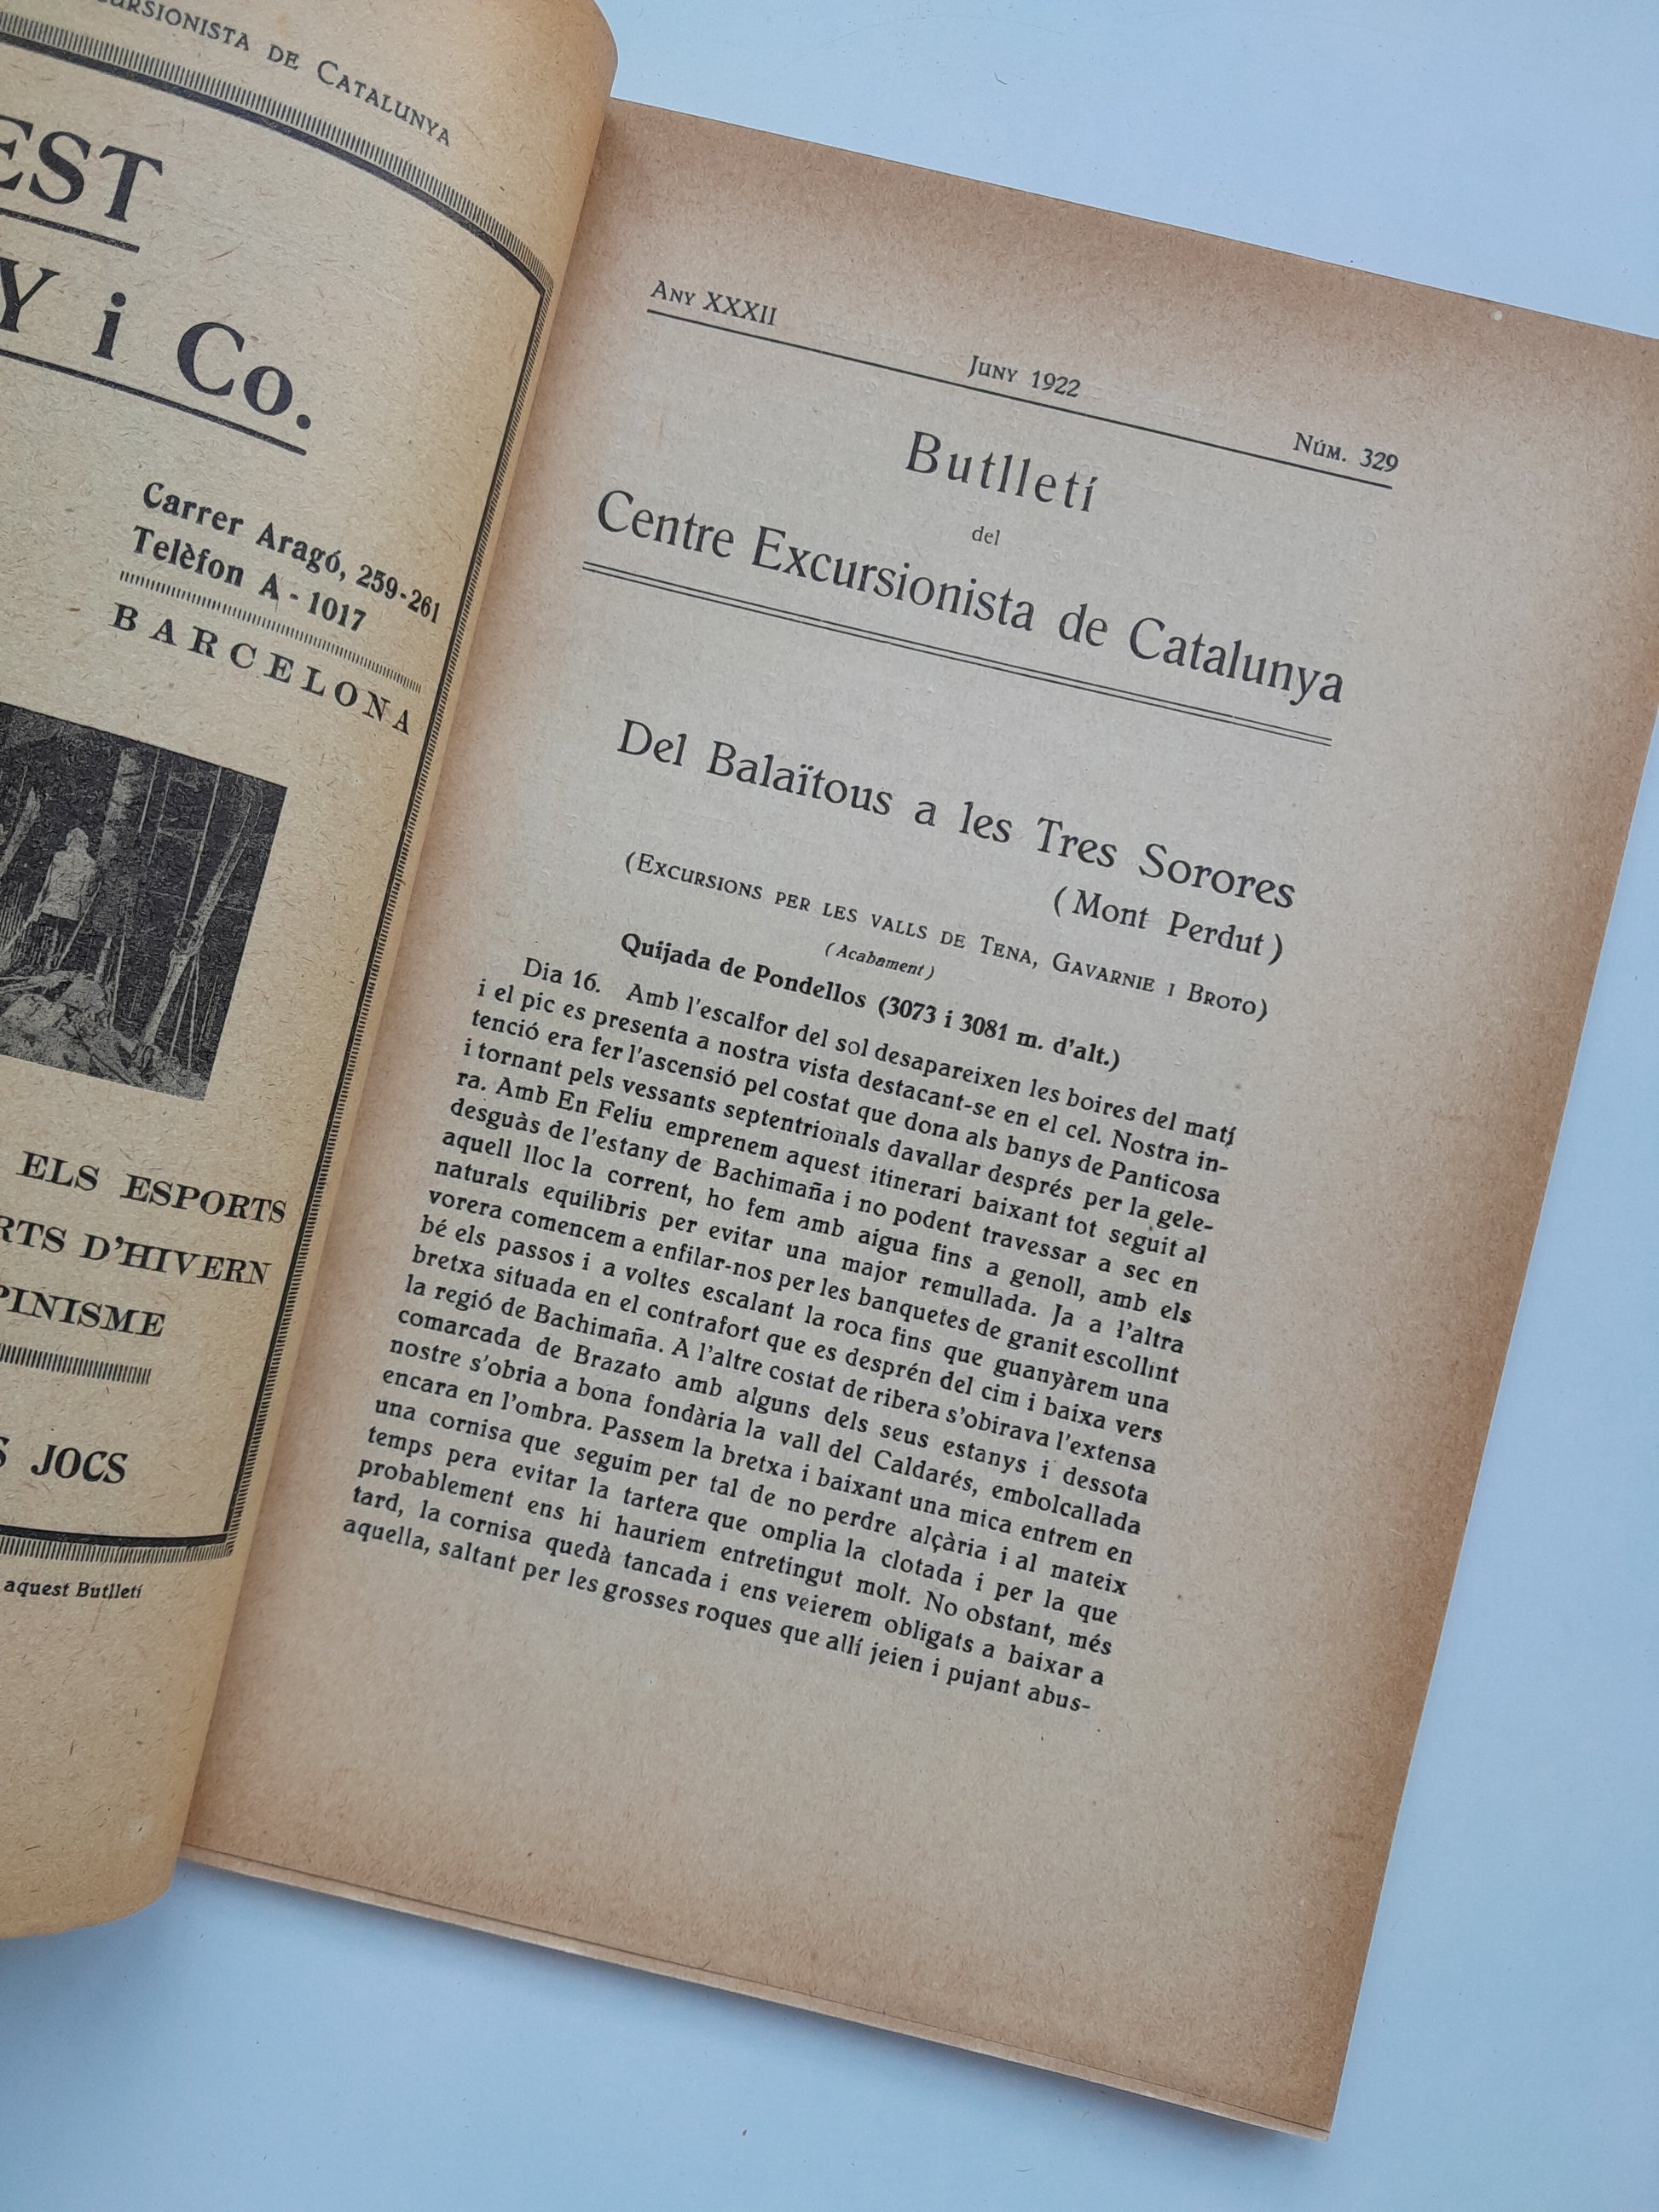 EXCURSIONISTA DE CATALUNYA
Y i Co.
Carrer Aragó, 259-261
Telèfon A - 1017
BARCELONA
ELS ESPORTS
D'HIVERN
JOCS
aquest Butlletí
ANY XXXII
JUNY 1922
NÚM. 329
Butlletí
del
Centre Excursionista de Catalunya
Del Balaïtous a les Tres Sorores
(Mont Perdut)
(EXCURSIONS PER LES VALLS DE TENA, GAVARNIE I BROTO)
(Acabament)
Quijada de Pondellos (3073 i 3081 m. d'alt.)
Dia 16. Amb l'escalfor del sol desapareixen les boires del matí
i el pic es presenta a nostra vista destacant-se en el cel. Nostra in-
tenció era fer l'ascensió pel costat que dona als banys de Panticosa
i tornant pels vessants septentrionals davallar després per la gele-
ra. Amb En Feliu emprenem aquest itinerari baixant tot seguit al
desguàs de l'estany de Bachimaña i no podent travessar a sec en
aquell lloc la corrent, ho fem amb aigua fins a genoll, amb els
naturals equilibris per evitar una major remullada. Ja a l'altra
vorera comencem a enfilar-nos per les banquetes de granit escollint
bé els passos i a voltes escalant la roca fins que guanyàrem una
bretxa situada en el contrafort que es desprén del cim i baixa vers
la regió de Bachimaña. A l'altre costat de ribera s'obirava l'extensa
comarcada de Brazato amb alguns dels seus estanys i dessota
nostre s'obria a bona fondària la vall del Caldarés, embolcallada
encara en l'ombra. Passem la bretxa i baixant una mica entrem en
una cornisa que seguim per tal de no perdre alçària i al mateix
temps pera evitar la tartera que omplia la clotada i per la que
probablement ens hi hauriem entretingut molt. No obstant, més
tard, la cornisa quedà tancada i ens veierem obligats a baixar a
aquella, saltant per les grosses roques que allí jeien i pujant abus-